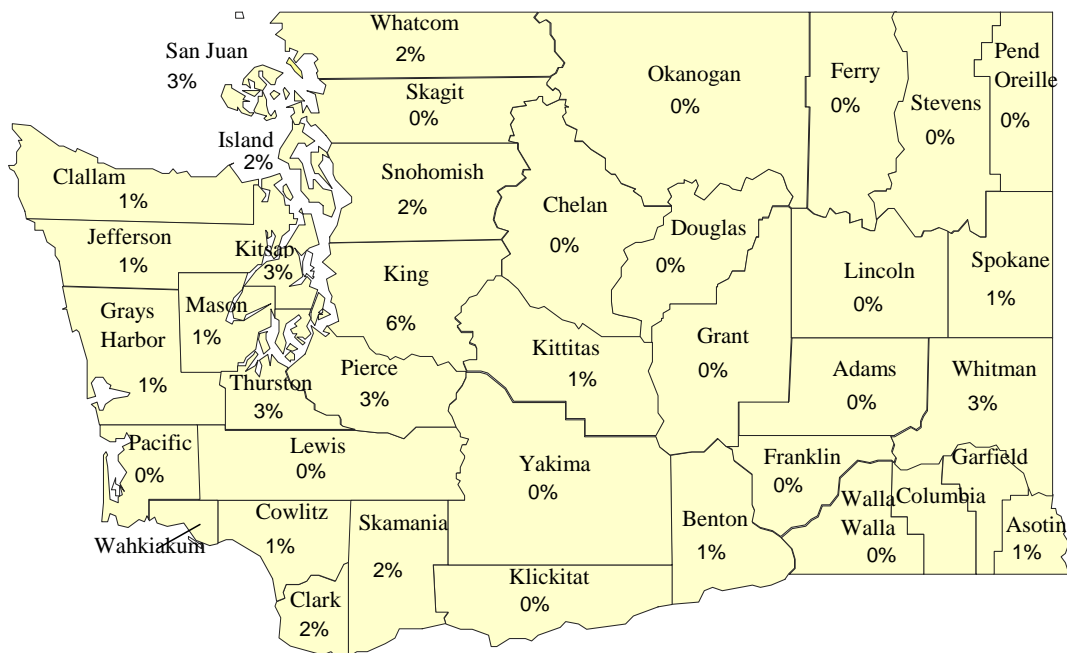 Whatcom
2%
San Juan
3%
Skagit
0%
Island
2%
Okanogan
0%
Ferry
0%
Stevens
0%
Pend
Oreille
0%
Clallam
1%
Snohomish
2%
Chelan
0%
Douglas
0%
Jefferson
1%
Kitsap
3%
King
6%
Lincoln
0%
Spokane
1%
Grays
Harbor
1%
Mason
1%
Kittitas
1%
Grant
0%
Adams
0%
Whitman
3%
Thurston
3%
Pierce
3%
Pacific
0%
Lewis
0%
Yakima
0%
Franklin
0%
Garfield
Walla
Walla
0%
Columbia
Benton
1%
Asotin
1%
Wahkiakum
Cowlitz
1%
Skamania
2%
Klickitat
0%
Clark
2%